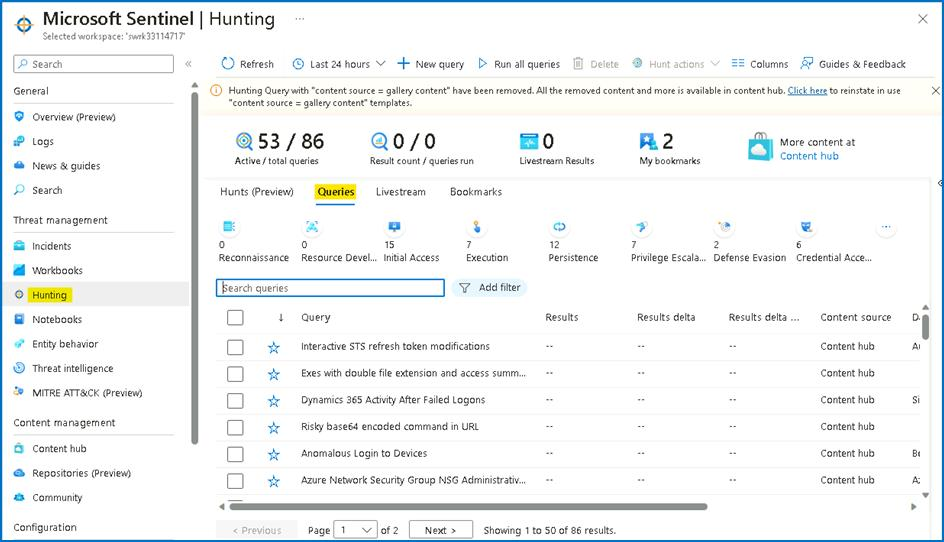 Microsoft Sentinel | Hunting ...
Selected workspace: 'swrk33114717'
Search
«
General
Overview (Preview)
Logs
News & guides
Search
Threat management
Incidents
Workbooks
Hunting
Notebooks
Entity behavior
Threat intelligence
MITRE ATT&CK (Preview)
Content management
Content hub
Repositories (Preview)
Community
Configuration
Refresh Last 24 hours New query Run all queries Delete Hunt actions Columns Guides & Feedback
Hunting Query with "content source = gallery content" have been removed. All the removed content and more is available in content hub. Click here to reinstate in use
"content source = gallery content" templates.
53 / 86
Active / total queries
0 / 0
Result count / queries run
0
Livestream Results
2
My bookmarks
More content at
Content hub
Hunts (Preview) Queries Livestream Bookmarks
0
Reconnaissance
0
Resource Devel...
15
Initial Access
7
Execution
12
Persistence
7
Privilege Escala...
2
Defense Evasion
6
Credential Acce...
...
Search queries
Add filter
↓ Query Results Results delta Results delta ... Content source D
Interactive STS refresh token modifications -- -- -- Content hub Au
Exes with double file extension and access summ... -- -- -- Content hub
Dynamics 365 Activity After Failed Logons -- -- -- Content hub Si
Risky base64 encoded command in URL -- -- -- Content hub
Anomalous Login to Devices -- -- -- Content hub Be
Azure Network Security Group NSG Administrativ... -- -- -- Content hub Az
< Previous Page 1 of 2 Next > Showing 1 to 50 of 86 results.